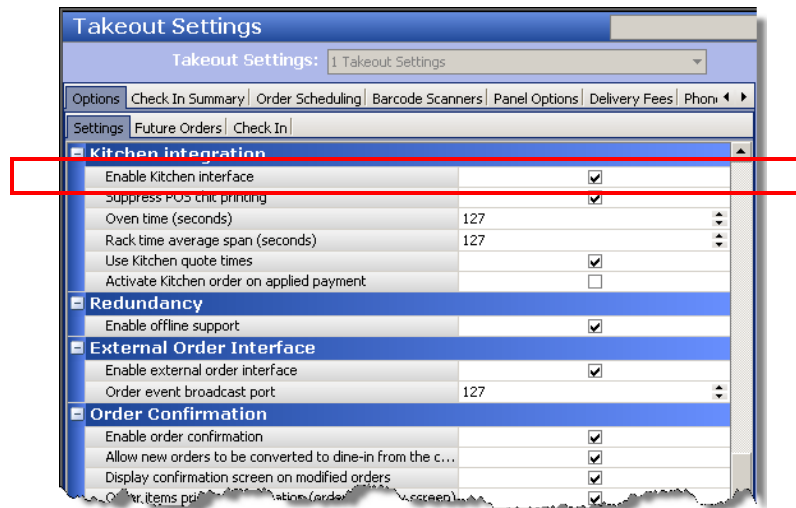 Takeout Settings
Takeout Settings: 1 Takeout Settings
Options Check In Summary Order Scheduling Barcode Scanners Panel Options Delivery Fees
Settings Future Orders Check In
Kitchen integration
Enable Kitchen interface
Suppress POS chit printing
Oven time (seconds) 127
Rack time average span (seconds) 127
Use Kitchen quote times
Activate Kitchen order on applied payment
Redundancy
Enable offline support
External Order Interface
Enable external order interface
Order event broadcast port 127
Order Confirmation
Enable order confirmation
Allow new orders to be converted to dine-in from the c...
Display confirmation screen on modified orders
items screen)